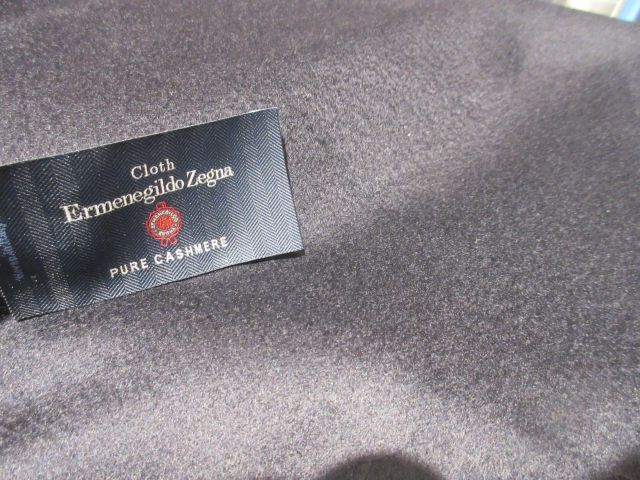 Cloth
Ermenegildo Zegna
PURE CASHMERE